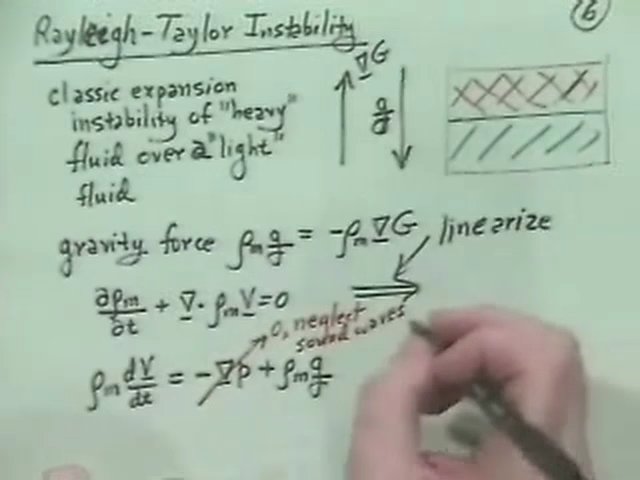 16
Rayleigh-Taylor Instability
classic expansion
instability of "heavy"
fluid over a "light"
fluid
∇G
g
gravity force ρm g = -ρm ∇G
linearize
∂ρm/∂t + ∇· ρm V = 0
0, neglect
sound waves
ρm dV/dt = -∇p + ρm g